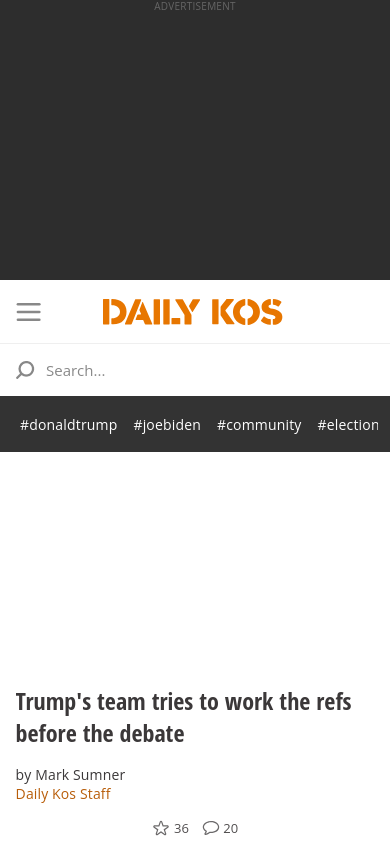 ADVERTISEMENT
DAILY KOS
Search...
#donaldtrump #joebiden #community #election
Trump's team tries to work the refs
before the debate
by Mark Sumner
Daily Kos Staff
36 20